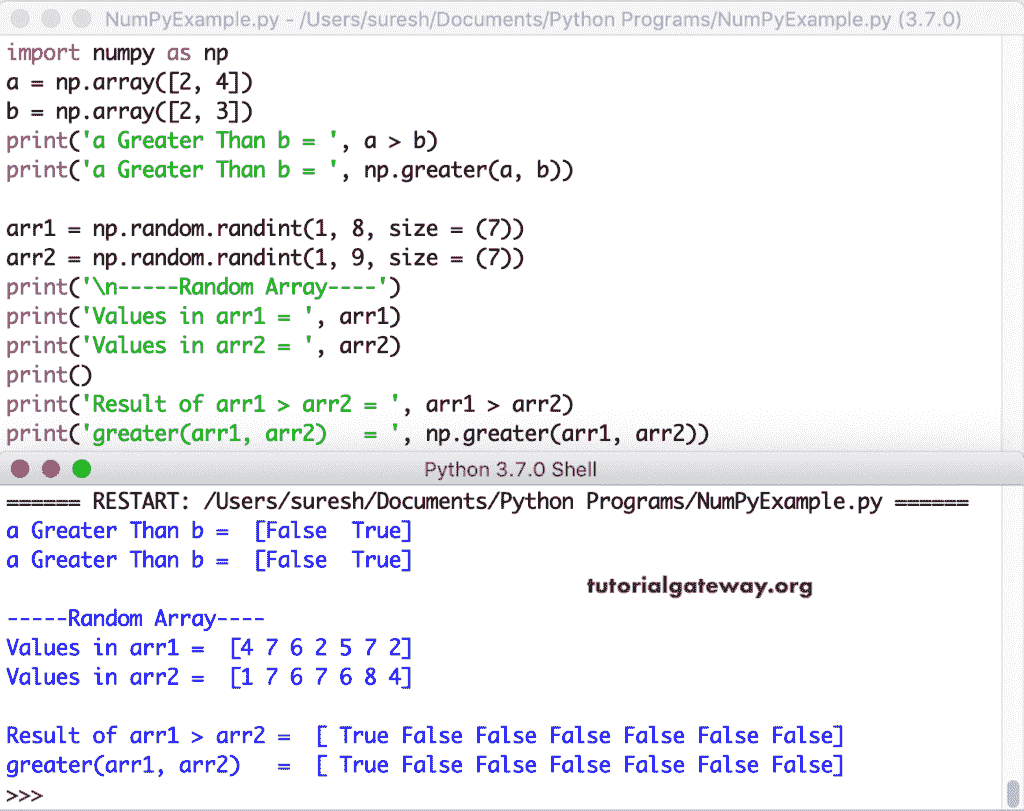 NumPyExample.py - /Users/suresh/Documents/Python Programs/NumPyExample.py (3.7.0)
import numpy as np
a = np.array([2, 4])
b = np.array([2, 3])
print('a Greater Than b = ', a > b)
print('a Greater Than b = ', np.greater(a, b))

arr1 = np.random.randint(1, 8, size = (7))
arr2 = np.random.randint(1, 9, size = (7))
print('\n-----Random Array----')
print('Values in arr1 = ', arr1)
print('Values in arr2 = ', arr2)
print()
print('Result of arr1 > arr2 = ', arr1 > arr2)
print('greater(arr1, arr2)   = ', np.greater(arr1, arr2))
Python 3.7.0 Shell
====== RESTART: /Users/suresh/Documents/Python Programs/NumPyExample.py ======
a Greater Than b =  [False  True]
a Greater Than b =  [False  True]
tutorialgateway.org
-----Random Array----
Values in arr1 =  [4 7 6 2 5 7 2]
Values in arr2 =  [1 7 6 7 6 8 4]

Result of arr1 > arr2 =  [ True False False False False False False]
greater(arr1, arr2)   =  [ True False False False False False False]
>>>